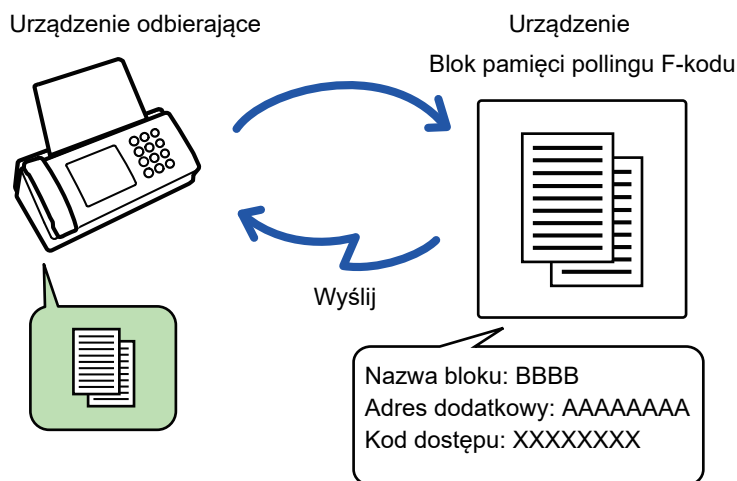 Urządzenie odbierające
Urządzenie
Blok pamięci pollingu F-kodu
Wyślij
Nazwa bloku: BBBB
Adres dodatkowy: AAAAAAAA
Kod dostępu: XXXXXXXX